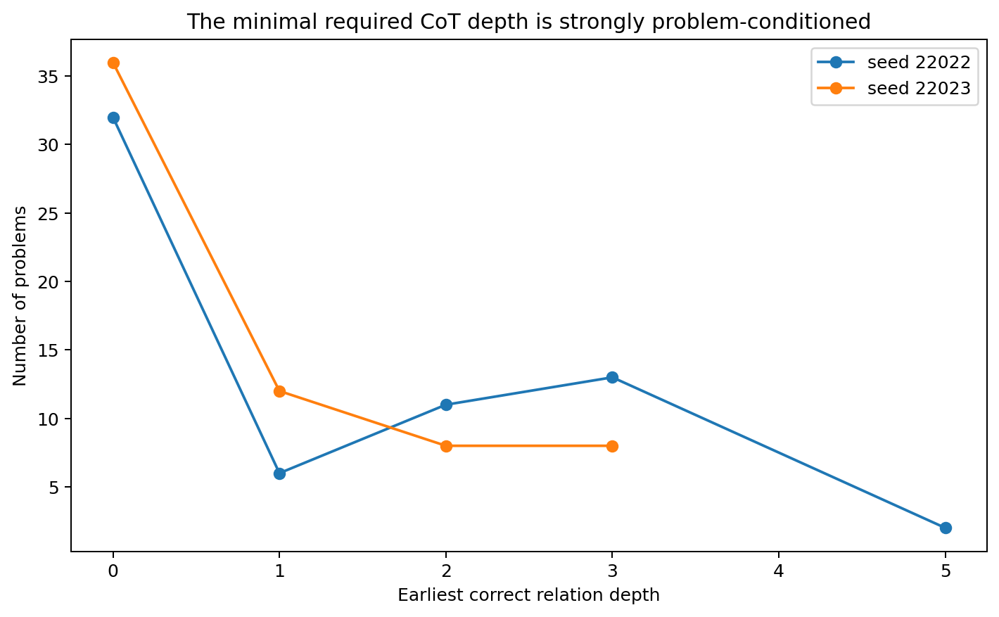 The minimal required CoT depth is strongly problem-conditioned
seed 22022
seed 22023
Number of problems
35
30
25
20
15
10
5
0 1 2 3 4 5
Earliest correct relation depth